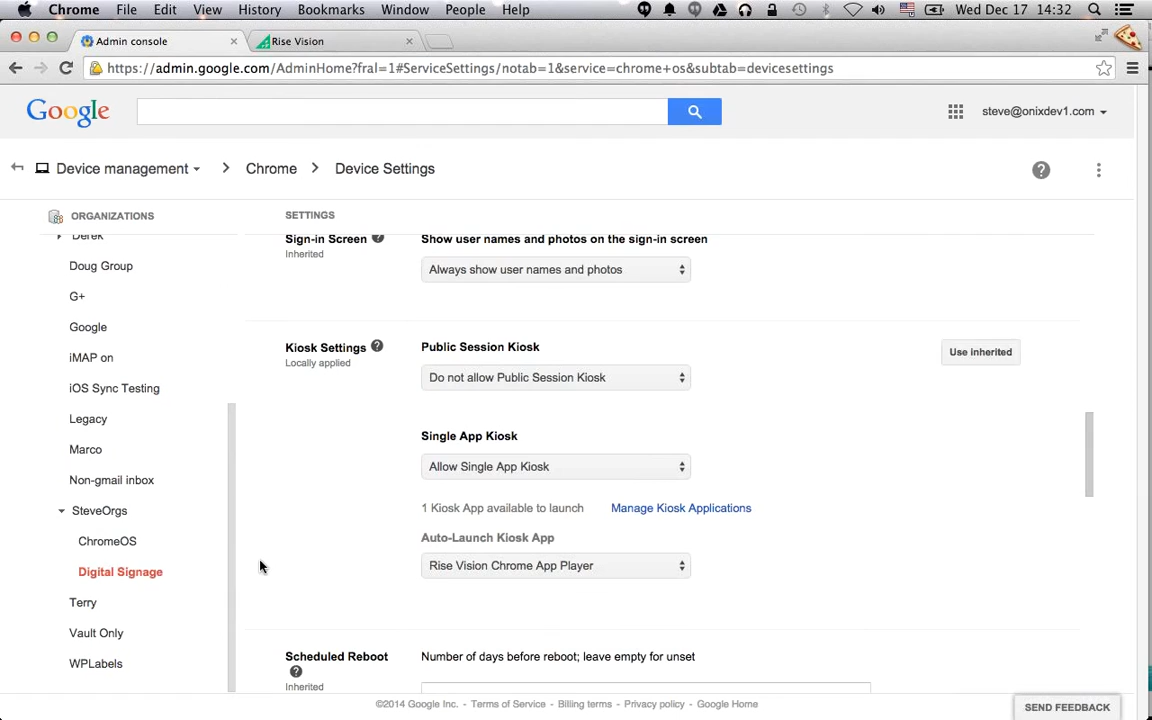 Chrome File Edit View History Bookmarks Window People Help Wed Dec 17 14:32
Admin console Rise Vision
https://admin.google.com/AdminHome?fral=1#ServiceSettings/notab=1&service=chrome+os&subtab=devicesettings
Google steve@onixdev1.com
Device management Chrome Device Settings
ORGANIZATIONS
Derek
Doug Group
G+
Google
iMAP on
iOS Sync Testing
Legacy
Marco
Non-gmail inbox
SteveOrgs
ChromeOS
Digital Signage
Terry
Vault Only
WPLabels
SETTINGS
Sign-in Screen
Inherited
Show user names and photos on the sign-in screen
Always show user names and photos
Kiosk Settings
Locally applied
Public Session Kiosk
Use inherited
Do not allow Public Session Kiosk
Single App Kiosk
Allow Single App Kiosk
1 Kiosk App available to launch Manage Kiosk Applications
Auto-Launch Kiosk App
Rise Vision Chrome App Player
Scheduled Reboot
Inherited
Number of days before reboot; leave empty for unset
©2014 Google Inc. - Terms of Service - Billing terms - Privacy policy - Google Home
SEND FEEDBACK